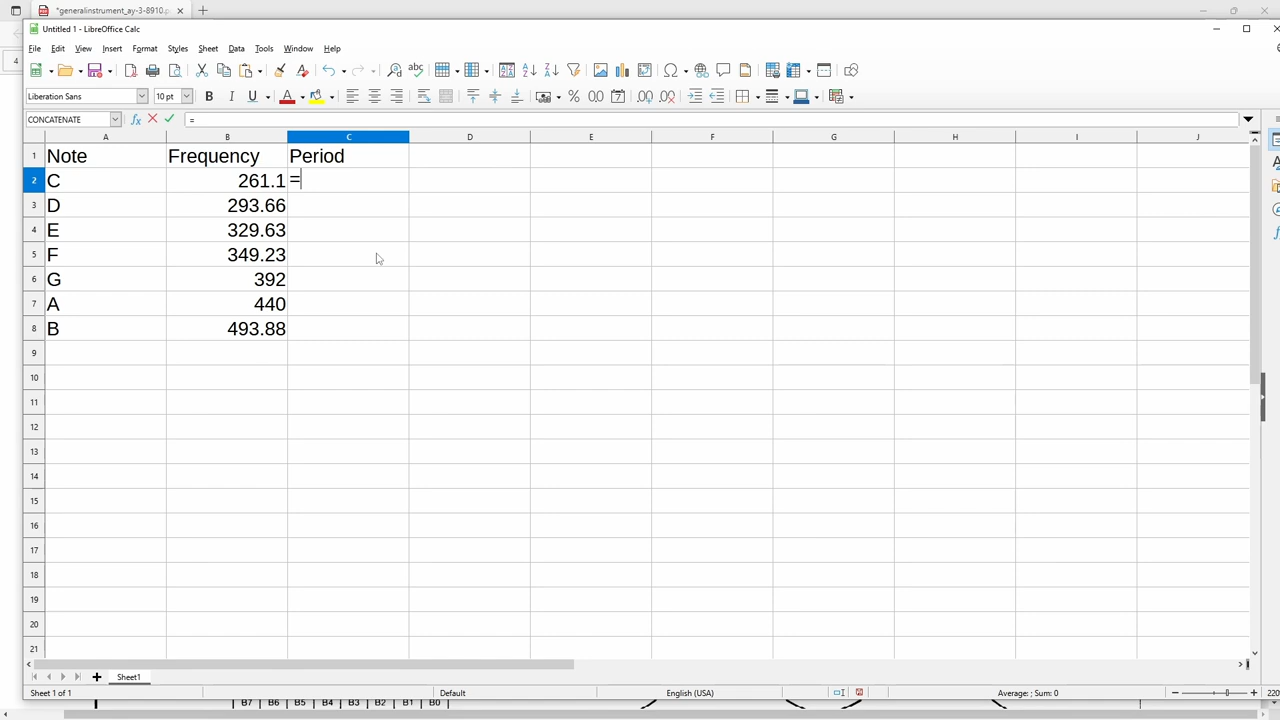 *generalinstrument_ay-3-8910.p
4
Untitled 1 - LibreOffice Calc
File Edit View Insert Format Styles Sheet Data Tools Window Help
Liberation Sans 10 pt
CONCATENATE =
A B C D E F G H I J
1 Note Frequency Period
2 C 261.1 =
3 D 293.66
4 E 329.63
5 F 349.23
6 G 392
7 A 440
8 B 493.88
9
10
11
12
13
14
15
16
17
18
19
20
21
Sheet1
Sheet 1 of 1 Default English (USA) Average: ; Sum: 0 220
B7 B6 B5 B4 B3 B2 B1 B0